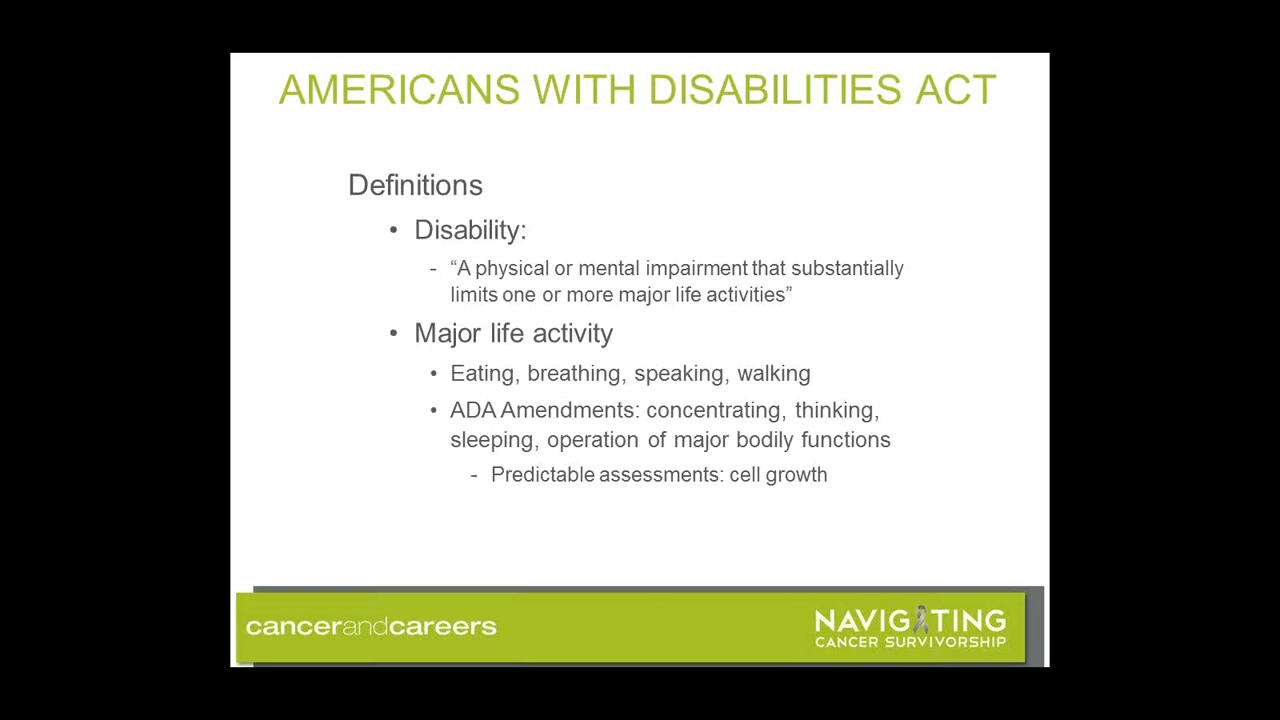 AMERICANS WITH DISABILITIES ACT
Definitions
• Disability:
- “A physical or mental impairment that substantially
limits one or more major life activities”
• Major life activity
• Eating, breathing, speaking, walking
• ADA Amendments: concentrating, thinking,
sleeping, operation of major bodily functions
- Predictable assessments: cell growth
cancerandcareers
NAVIGATING
CANCER SURVIVORSHIP